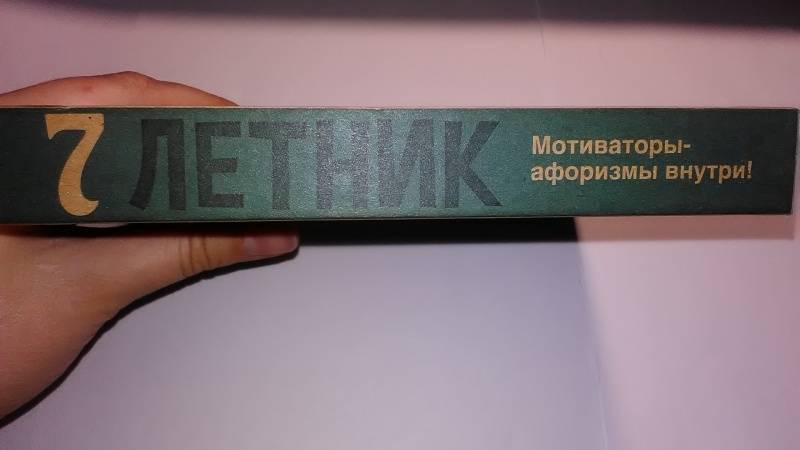 7 ЛЕТНИК
Мотиваторы-
афоризмы внутри!